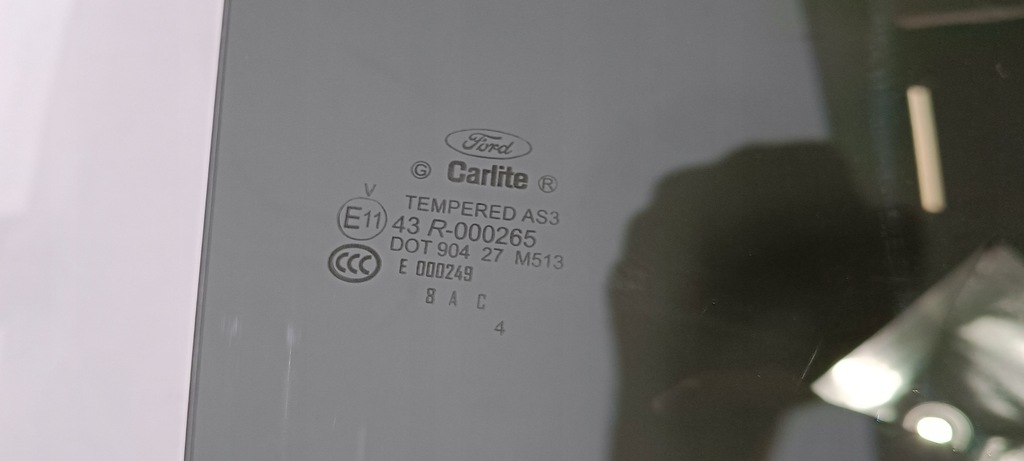 Ford
G Carlite ®
V
TEMPERED AS3
E11 43 R-000265
DOT 904 27 M513
CCC E 000249
8 A C
4